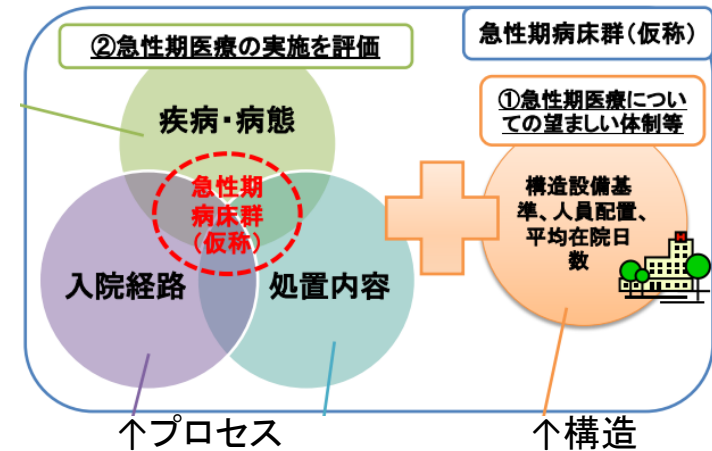 ②急性期医療の実施を評価
急性期病床群(仮称)
①急性期医療につい
ての望ましい体制等
疾病・病態
急性期
病床群
(仮称)
入院経路
処置内容
構造設備基
準、人員配置、
平均在院日
数
↑プロセス
↑構造